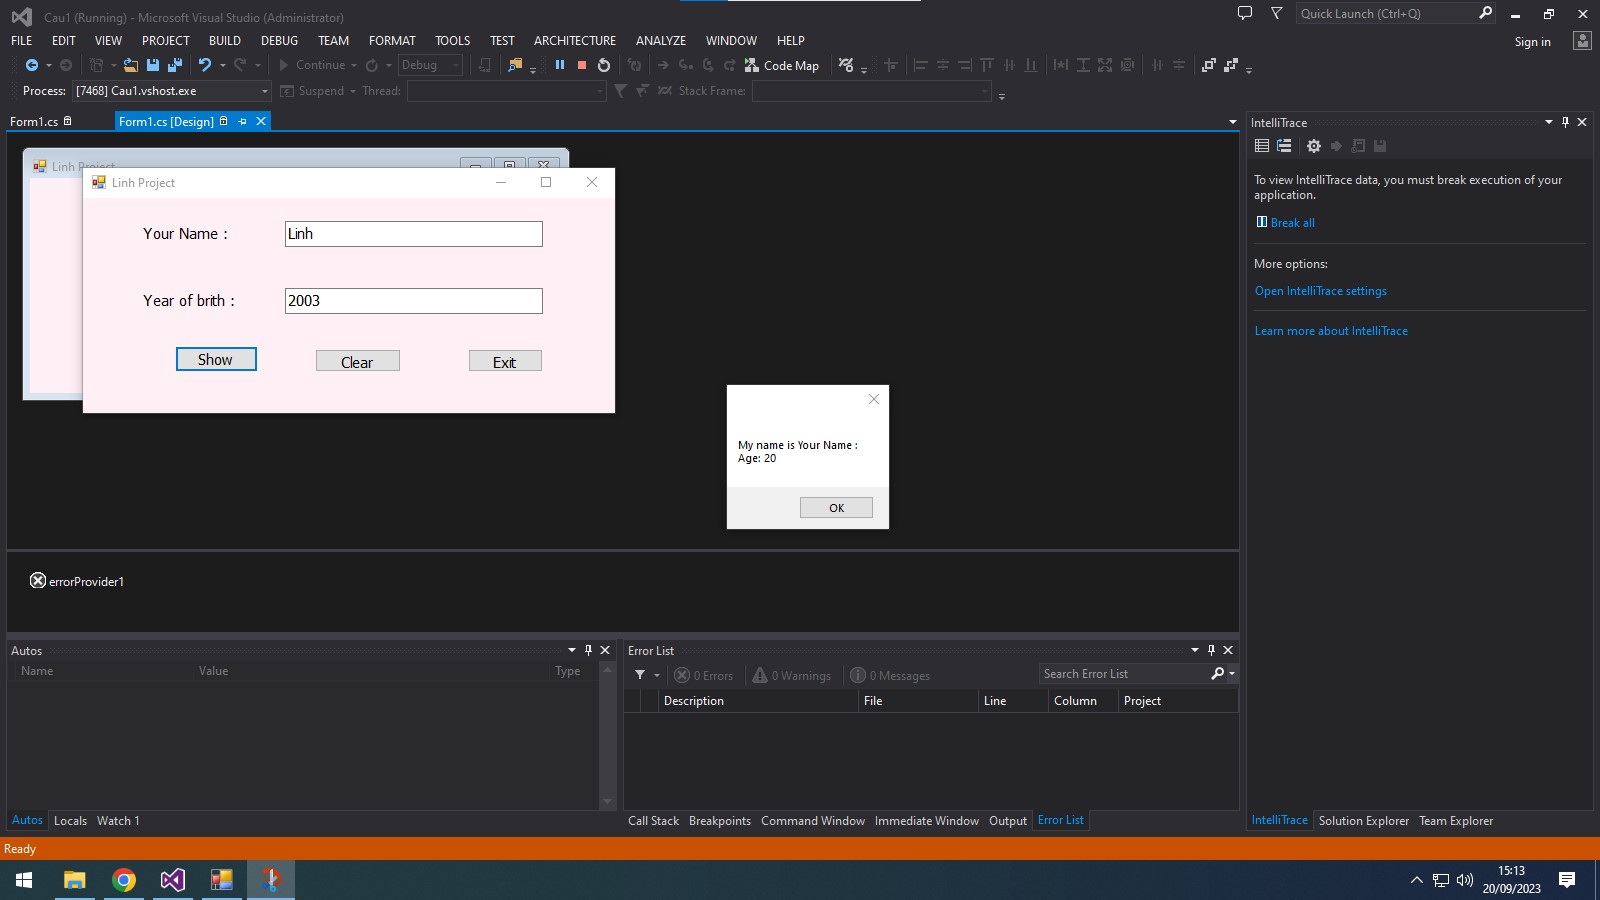 Cau1 (Running) - Microsoft Visual Studio (Administrator)
Quick Launch (Ctrl+Q)
FILE EDIT VIEW PROJECT BUILD DEBUG TEAM FORMAT TOOLS TEST ARCHITECTURE ANALYZE WINDOW HELP
Sign in
Continue Debug Code Map
Process: [7468] Cau1.vshost.exe Suspend Thread: Stack Frame:
Form1.cs Form1.cs [Design]
Linh Project
Linh Project
Your Name : Linh
Year of brith : 2003
Show Clear Exit
My name is Your Name :
Age: 20
OK
errorProvider1
IntelliTrace
To view IntelliTrace data, you must break execution of your
application.
Break all
More options:
Open IntelliTrace settings
Learn more about IntelliTrace
Autos
Name Value Type
Autos Locals Watch 1
Error List
0 Errors 0 Warnings 0 Messages Search Error List
Description File Line Column Project
Call Stack Breakpoints Command Window Immediate Window Output Error List
IntelliTrace Solution Explorer Team Explorer
Ready
15:13
20/09/2023